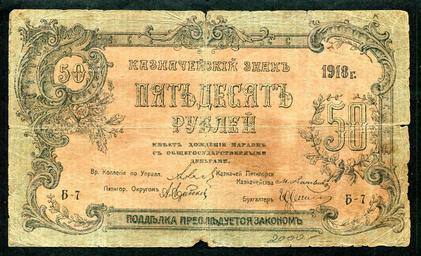 КАЗНАЧЕЙСКІЙ ЗНАКЪ
50
1918 г.
ПЯТЬДЕСЯТЪ
РУБЛЕЙ
50
ИМѢЕТЪ ХОЖДЕНІЕ НАРАВНѢ
СЪ ОБЩЕГОСУДАРСТВЕННЫМИ
ДЕНЬГАМИ.
Вр. Коллегія по Управл.
Казначей Пятигорск
Пятигор. Округомъ
Казначейства
Б-7
Бухгалтеръ
Б-7
ПОДДѢЛКА ПРЕСЛѢДУЕТСЯ ЗАКОНОМЪ